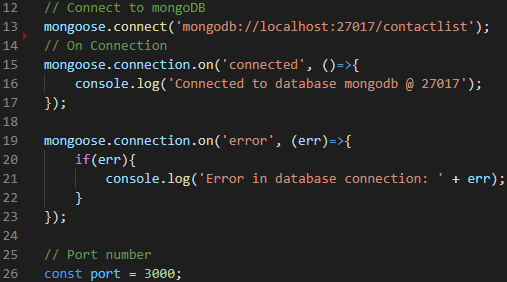 12 // Connect to mongoDB
13 mongoose.connect('mongodb://localhost:27017/contactlist');
14 // On Connection
15 mongoose.connection.on('connected', ()=>{
16     console.log('Connected to database mongodb @ 27017');
17 });
18
19 mongoose.connection.on('error', (err)=>{
20     if(err){
21         console.log('Error in database connection: ' + err);
22     }
23 });
24
25 // Port number
26 const port = 3000;